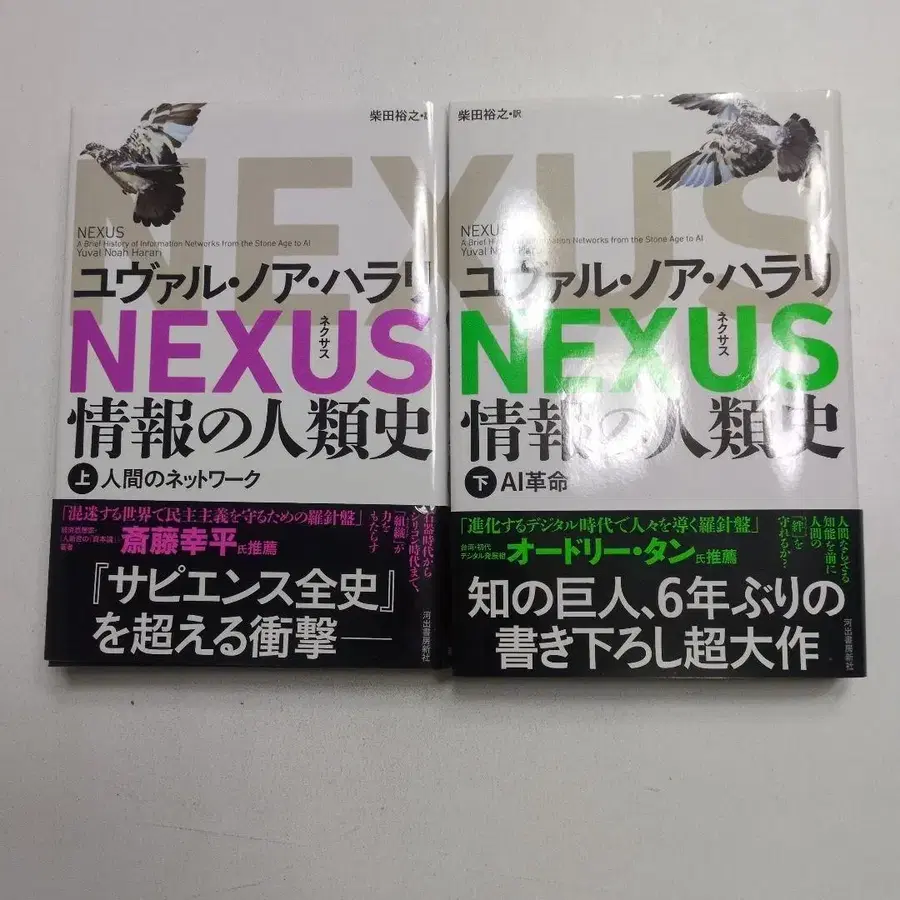 柴田裕之・訳
NEXUS
NEXUS
A Brief History of Information Networks from the Stone Age to AI
Yuval Noah Harari
ユヴァル・ノア・ハラリ
NEXUS
ネクサス
情報の人類史
上 人間のネットワーク
「混迷する世界で民主主義を守るための羅針盤」
経済思想家・
『人新世の「資本論」』
著者
斎藤幸平氏推薦
石器時代から
シリコン時代まで、
「組織」が
力を
もたらす
『サピエンス全史』
を超える衝撃──
河出書房新社
柴田裕之・訳
NEXUS
NEXUS
Information Networks from the Stone Age to AI
Yuval
ユヴァル・ノア・ハラリ
NEXUS
ネクサス
情報の人類史
下 AI革命
「進化するデジタル時代で人々を導く羅針盤」
台湾・初代
デジタル発展相
オードリー・タン氏推薦
人間たらざる
知能を前に
人間の
「絆」を
守れるか?
知の巨人、6年ぶりの
書き下ろし超大作
河出書房新社